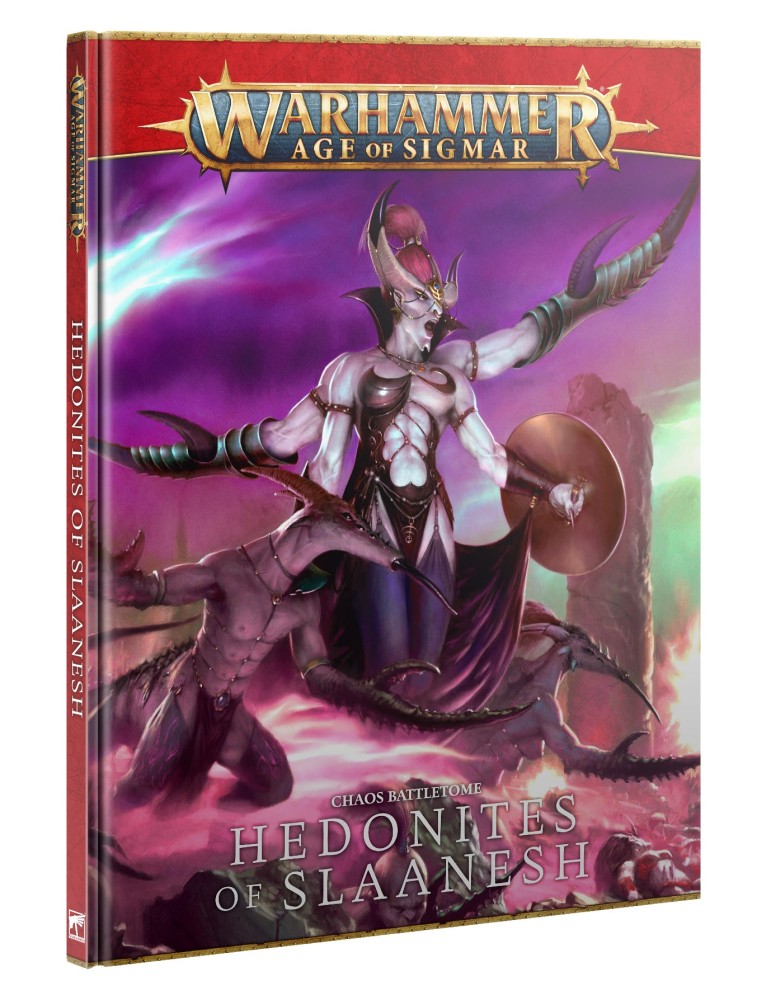 WARHAMMER
AGE OF SIGMAR
CHAOS BATTLETOME
HEDONITES
OF SLAANESH
WARHAMMER
AGE OF SIGMAR
HEDONITES OF SLAANESH